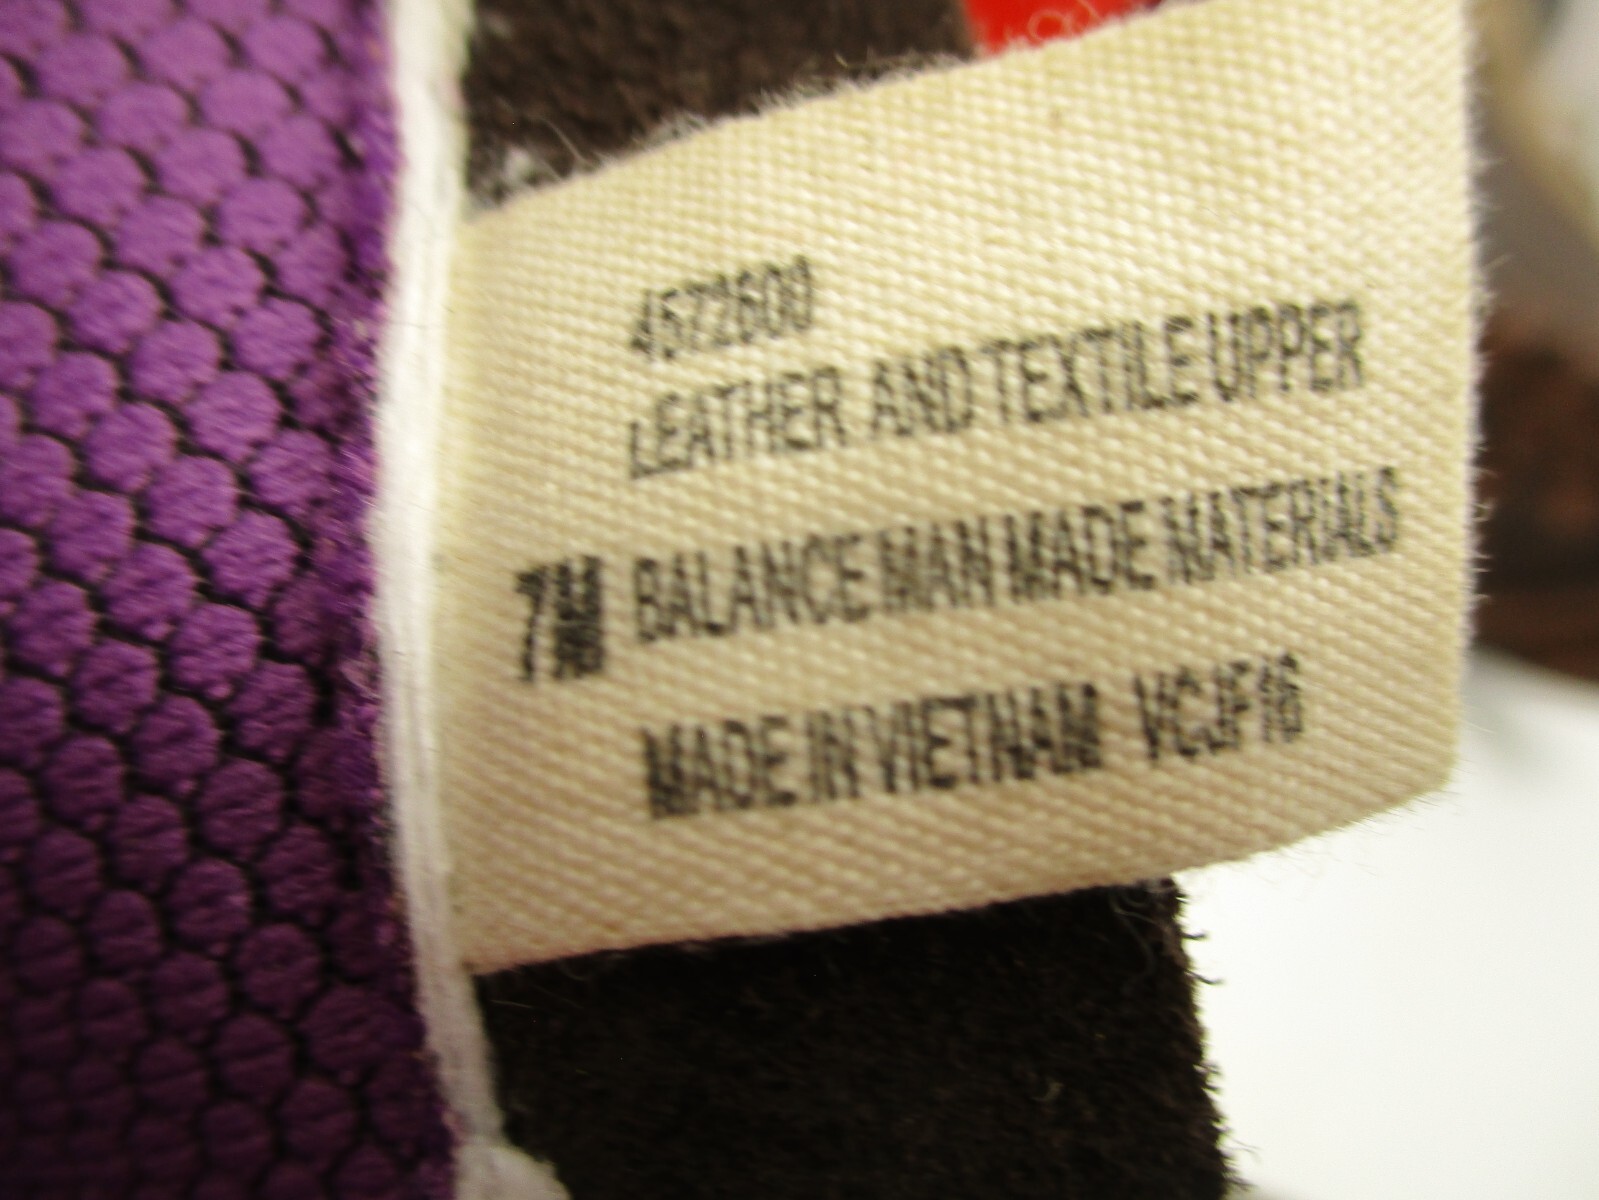 4572600
LEATHER AND TEXTILE UPPER
7M BALANCE MAN MADE MATERIALS
MADE IN VIETNAM VCJF16